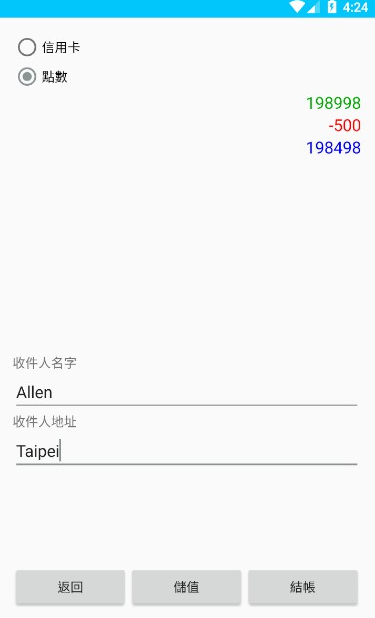 4:24
信用卡
點數
198998
-500
198498
收件人名字
Allen
收件人地址
Taipei
返回 儲值 結帳